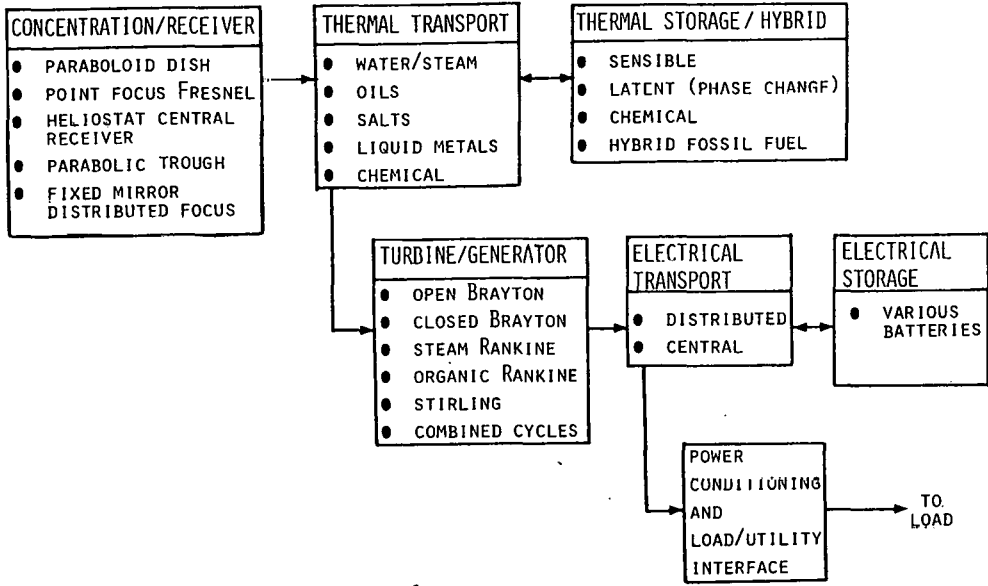 CONCENTRATION/RECEIVER
● PARABOLOID DISH
● POINT FOCUS FRESNEL
● HELIOSTAT CENTRAL
RECEIVER
● PARABOLIC TROUGH
● FIXED MIRROR
DISTRIBUTED FOCUS
THERMAL TRANSPORT
● WATER/STEAM
● OILS
● SALTS
● LIQUID METALS
● CHEMICAL
THERMAL STORAGE/HYBRID
● SENSIBLE
● LATENT (PHASE CHANGF)
● CHEMICAL
● HYBRID FOSSIL FUEL
TURBINE/GENERATOR
● OPEN BRAYTON
● CLOSED BRAYTON
● STEAM RANKINE
● ORGANIC RANKINE
● STIRLING
● COMBINED CYCLES
ELECTRICAL
TRANSPORT
● DISTRIBUTED
● CENTRAL
ELECTRICAL
STORAGE
● VARIOUS
BATTERIES
POWER
CONDITIONING
AND
LOAD/UTILITY
INTERFACE
TO
LOAD